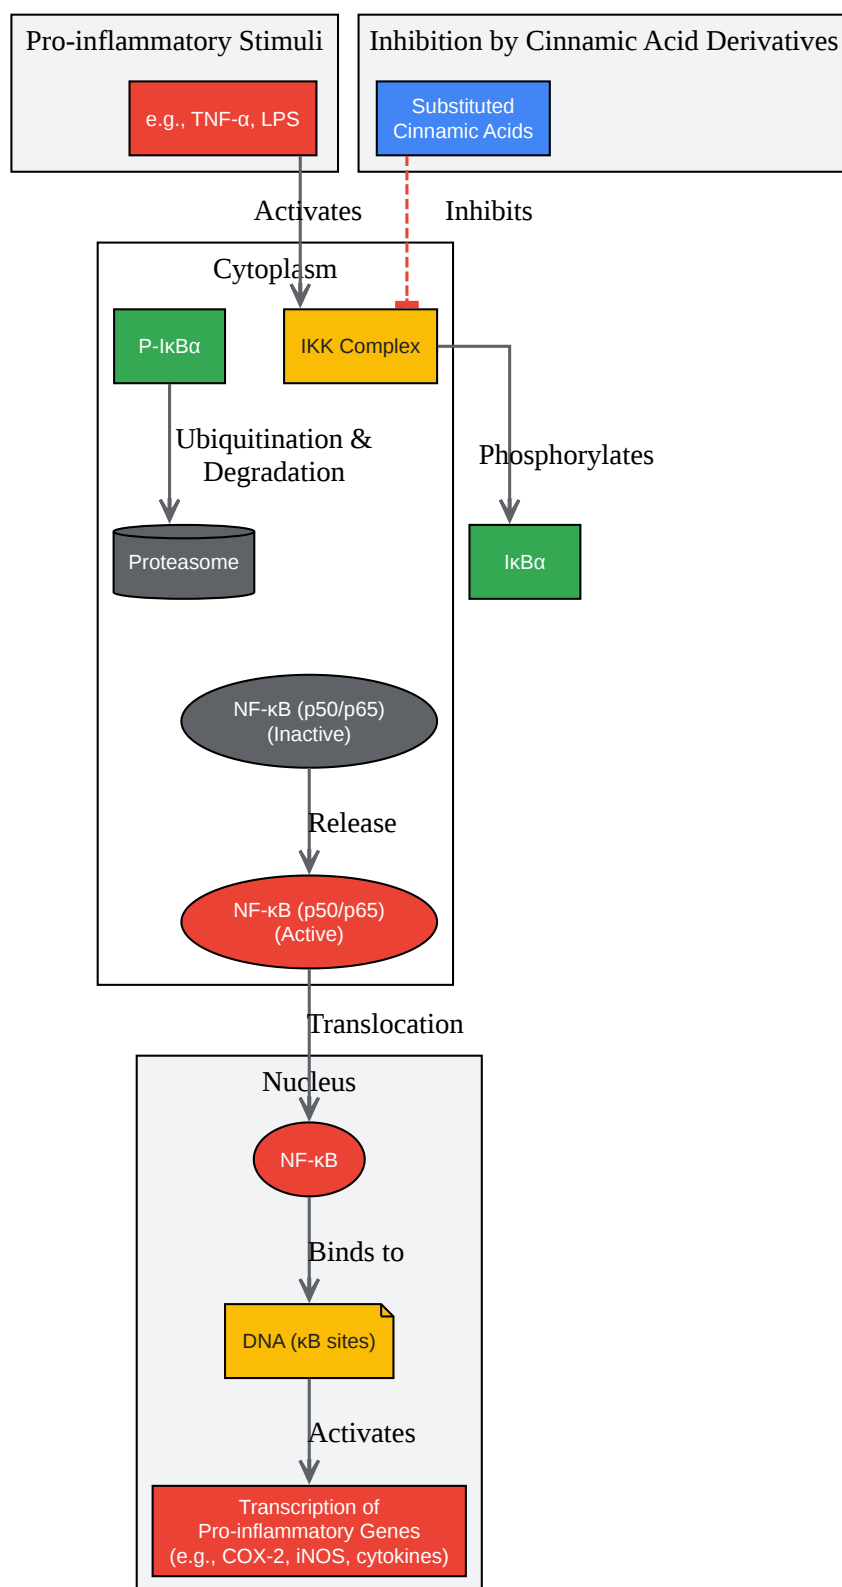 Pro-inflammatory Stimuli
Inhibition by Cinnamic Acid Derivatives
e.g., TNF-α, LPS
Substituted
Cinnamic Acids
Activates
Inhibits
Cytoplasm
P-IκBα
IKK Complex
Ubiquitination &
Degradation
Phosphorylates
Proteasome
IκBα
NF-κB (p50/p65)
(Inactive)
Release
NF-κB (p50/p65)
(Active)
Translocation
Nucleus
NF-κB
Binds to
DNA (κB sites)
Activates
Transcription of
Pro-inflammatory Genes
(e.g., COX-2, iNOS, cytokines)